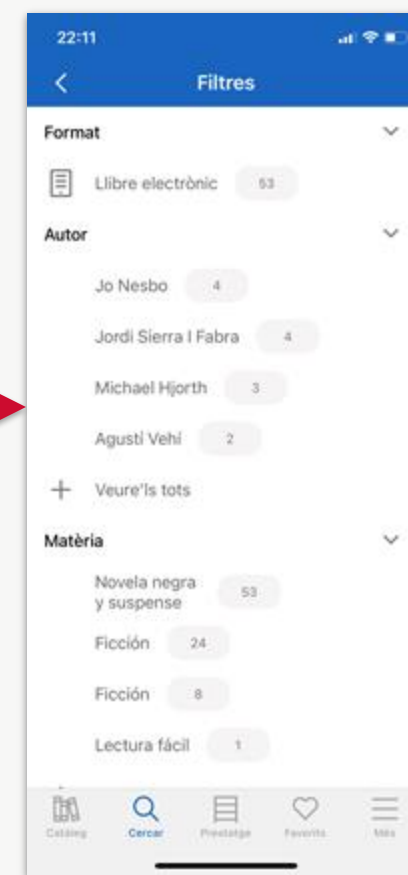 22:11
Filtres
Format
Llibre electrònic 53
Autor
Jo Nesbo 4
Jordi Sierra I Fabra 4
Michael Hjorth 3
Agustí Vehí 2
Veure'ls tots
Matèria
Novela negra
y suspense 53
Ficción 24
Ficción 8
Lectura fácil 1
Catàleg Cercar Prestatge Favorits Més